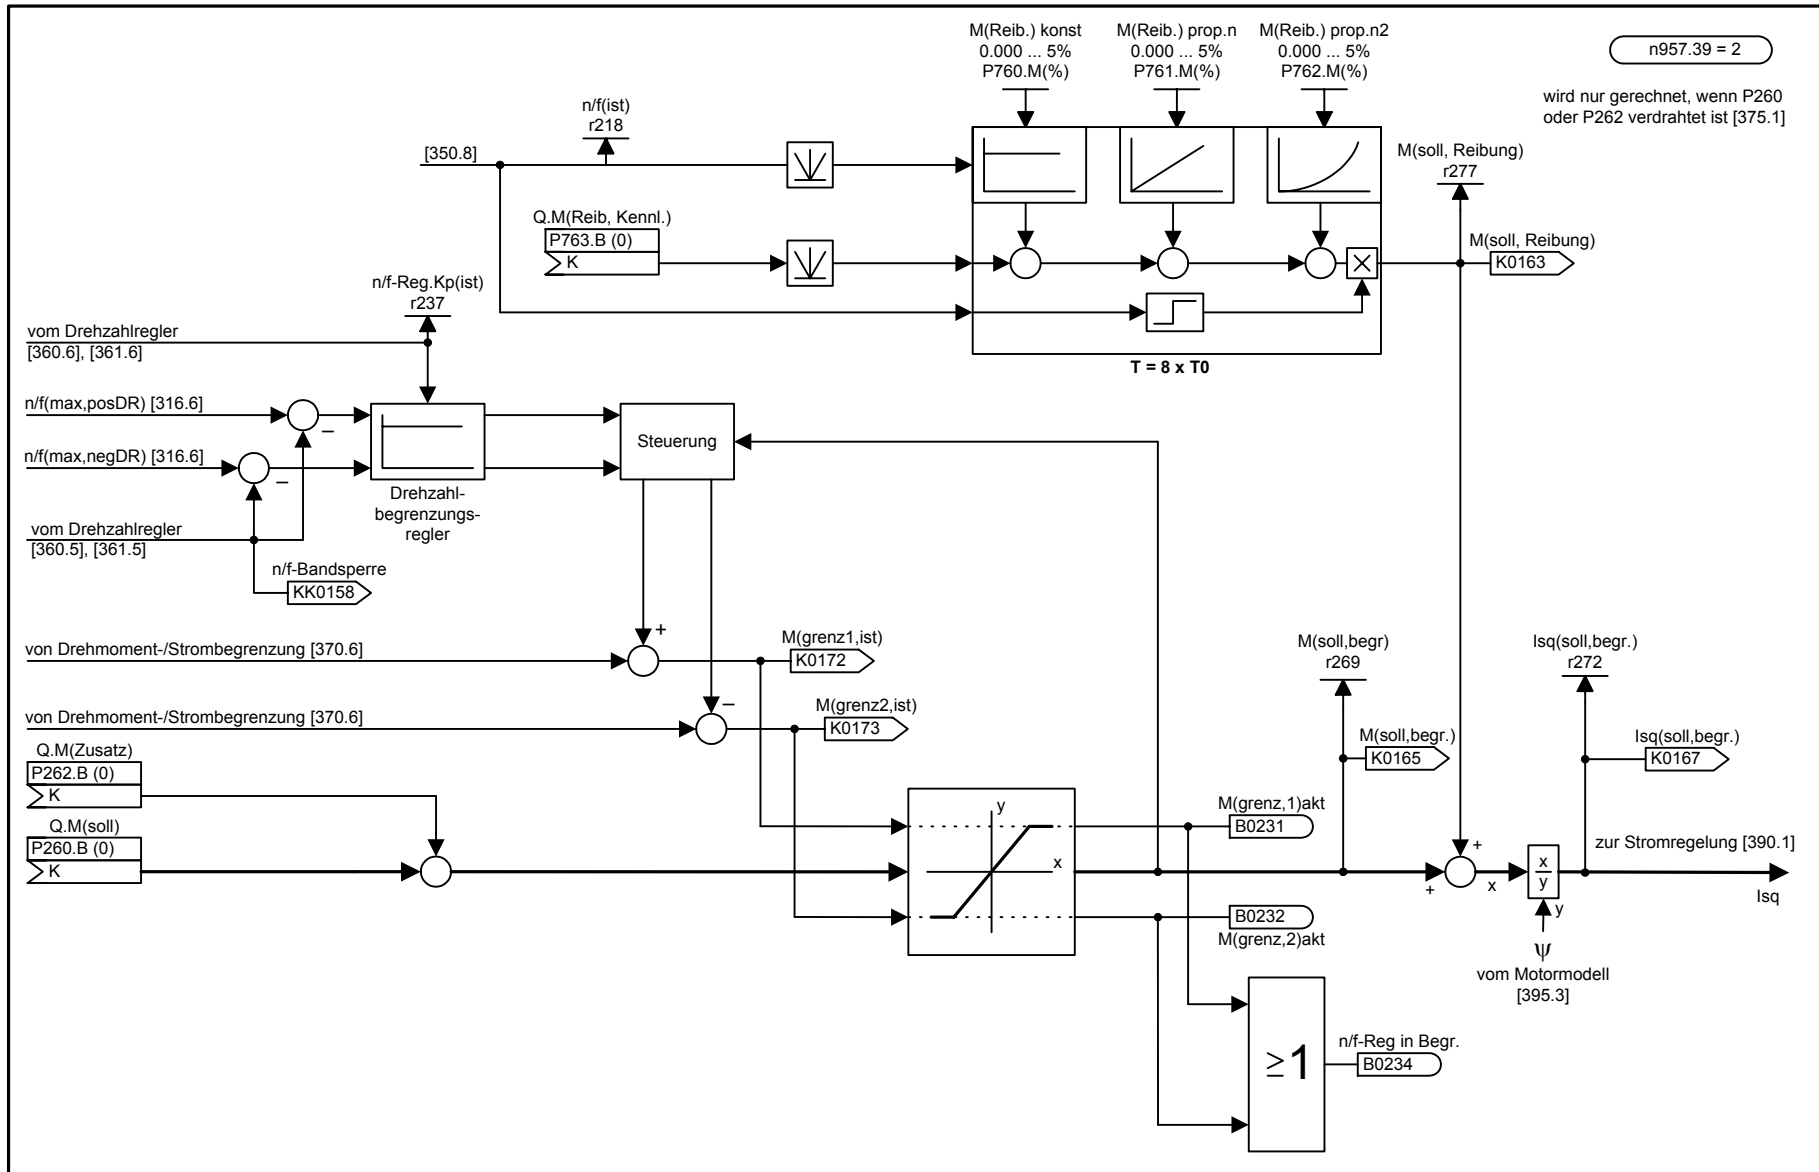 M(Reib.) konst
0.000 ... 5%
P760.M(%)
M(Reib.) prop.n
0.000 ... 5%
P761.M(%)
M(Reib.) prop.n2
0.000 ... 5%
P762.M(%)
n957.39 = 2
wird nur gerechnet, wenn P260
oder P262 verdrahtet ist [375.1]
n/f(ist)
r218
[350.8]
M(soll, Reibung)
r277
Q.M(Reib, Kennl.)
P763.B (0)
K
M(soll, Reibung)
K0163
n/f-Reg.Kp(ist)
r237
vom Drehzahlregler
[360.6], [361.6]
T = 8 x T0
n/f(max,posDR) [316.6]
–
Steuerung
n/f(max,negDR) [316.6]
–
Drehzahl-
begrenzungs-
regler
vom Drehzahlregler
[360.5], [361.5]
n/f-Bandsperre
KK0158
+
von Drehmoment-/Strombegrenzung [370.6]
M(grenz1,ist)
K0172
M(soll,begr)
r269
Isq(soll,begr.)
r272
–
von Drehmoment-/Strombegrenzung [370.6]
M(grenz2,ist)
K0173
M(soll,begr.)
K0165
Isq(soll,begr.)
K0167
Q.M(Zusatz)
P262.B (0)
K
Q.M(soll)
P260.B (0)
K
y
x
M(grenz,1)akt
B0231
+
+
x
x
y
y
zur Stromregelung [390.1]
Isq
B0232
M(grenz,2)akt
ψ
vom Motormodell
[395.3]
≥1
n/f-Reg in Begr.
B0234